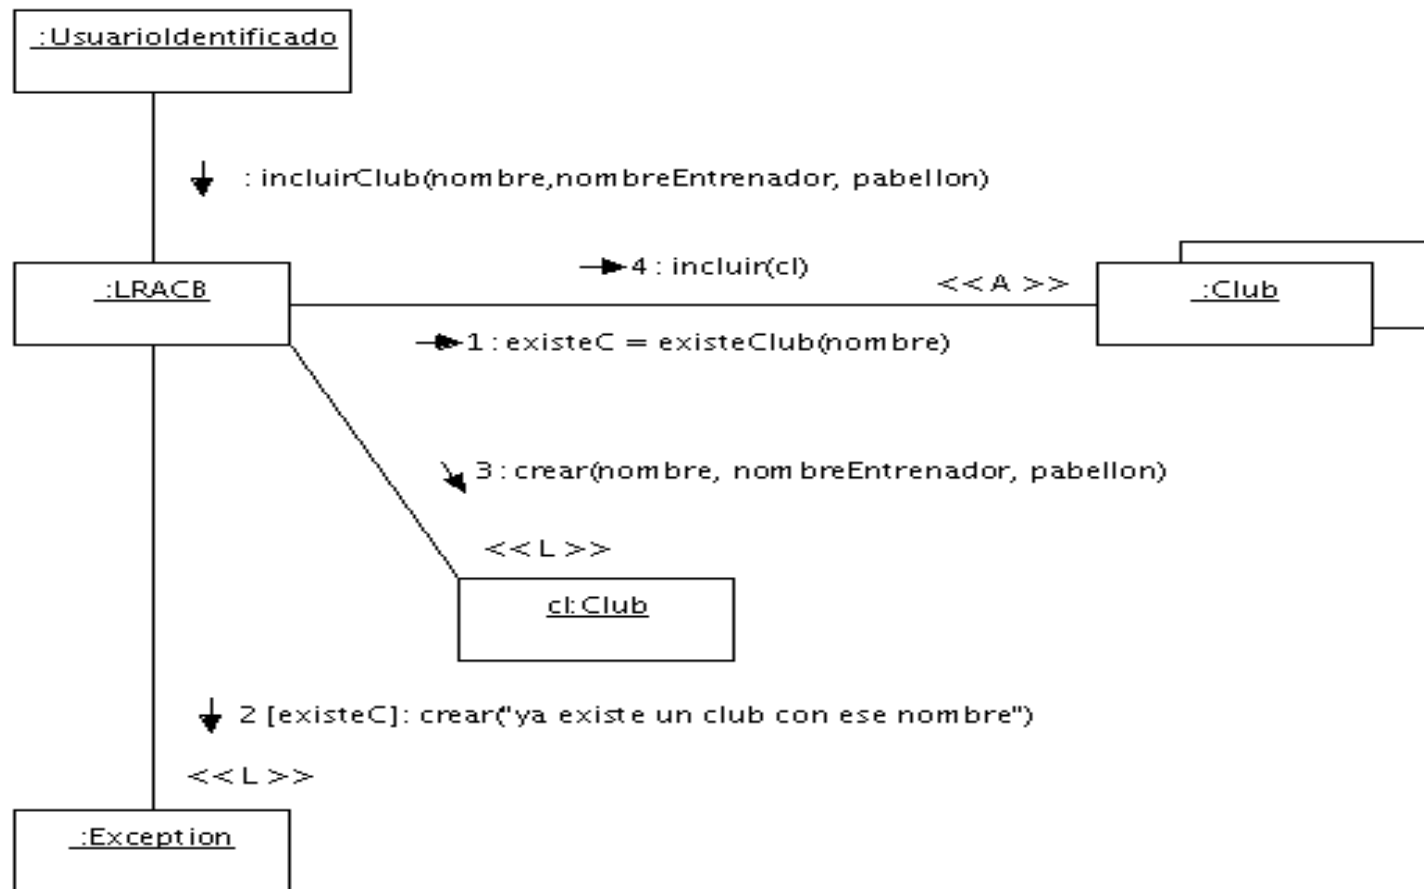 :UsuarioIdentificado
: incluirClub(nombre,nombreEntrenador, pabellon)
4 : incluir(cl)
<<A >>
:LRACB
:Club
1 : existeC = existeClub(nombre)
3 : crear(nombre, nombreEntrenador, pabellon)
<<L >>
cl:Club
2 [existeC]: crear("ya existe un club con ese nombre")
<<L >>
:Exception